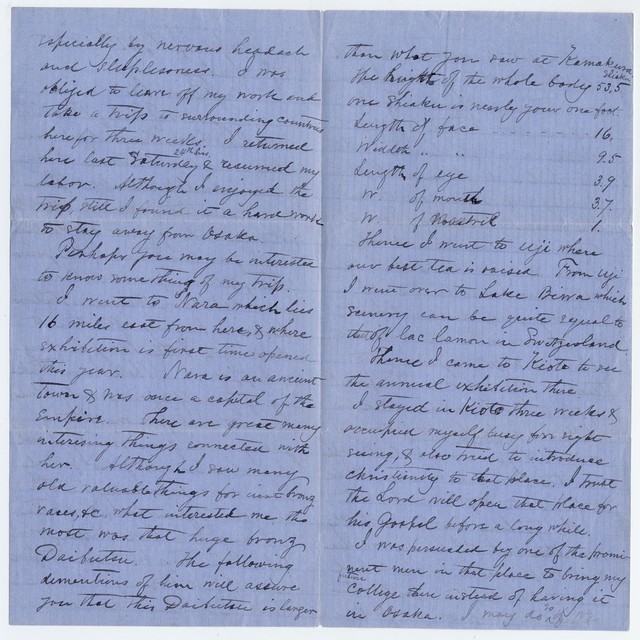 especially by nervous headach
and Sleeplessness. I was
obliged to leave off my work and
take a trip to surrounding countries
here for three weeks. I returned
here last Saturday & resumed my
labor. Although I enjoyed the
trip still I found it a hard work
to stay away from Osaka.
Perhaps you may be interested
to know something of my trip.
I went to Nara which lies
16 miles east from here, & where
exhibition is first time opened
this year. Nara is an ancient
town & was once a capital of the
Empire. There are great many
interesing things connected with
her. Although I saw many
old valuable things for bronz
vases, &c. what interested me the
most was that huge bronz
Daibutsu. The following
demontions of him will assure
you that this Daibutsu is larger
than what you saw at Kamakura
Shiaku
the hight of the whole body 53.5
one Shiaku is nearly your one foot.
Length of face 16.
Width " " 9.5
Length of eye 3.9
W. of mouth 3.7
W. of Nostril 1.
Thence I went to Uji where
our best tea is raised. From Uji
I went over to Lake Biwa which
scenery can be quite equal to
that of lac Lamon in Switzerland
Thence I came to Kioto to see
the annual exhibition there.
I stayed in Kioto three weeks &
occupied myself busy for sight
seeing, & also tried to introduce
christianity to that place. I trust
the Lord will open that place for
his Gospel before a long while.
I was persuaded by one of the promi
nent men in that place to bring my
future
college there instead of having it
in Osaka. I may do so